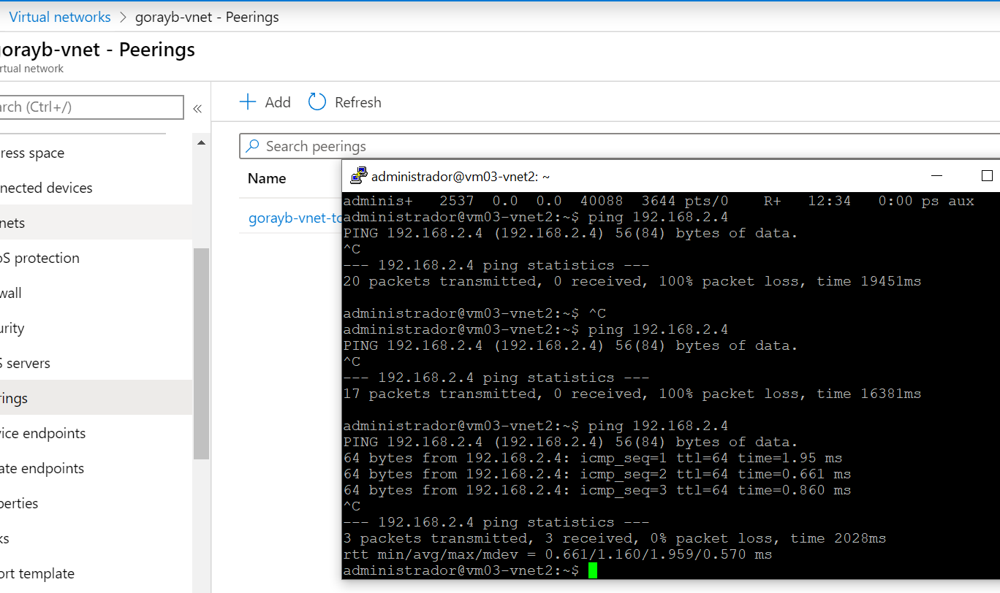 Virtual networks > gorayb-vnet - Peerings
gorayb-vnet - Peerings
rtual network
arch (Ctrl+/)
«
Add
Refresh
Search peerings
Name
gorayb-vnet-to
ress space
nnected devices
nets
oS protection
wall
urity
S servers
rings
vice endpoints
ate endpoints
perties
ks
ort template
administrador@vm03-vnet2: ~
adminis+ 2537 0.0 0.0 40088 3644 pts/0 R+ 12:34 0:00 ps aux
administrador@vm03-vnet2:~$ ping 192.168.2.4
PING 192.168.2.4 (192.168.2.4) 56(84) bytes of data.
^C
--- 192.168.2.4 ping statistics ---
20 packets transmitted, 0 received, 100% packet loss, time 19451ms
administrador@vm03-vnet2:~$ ^C
administrador@vm03-vnet2:~$ ping 192.168.2.4
PING 192.168.2.4 (192.168.2.4) 56(84) bytes of data.
^C
--- 192.168.2.4 ping statistics ---
17 packets transmitted, 0 received, 100% packet loss, time 16381ms
administrador@vm03-vnet2:~$ ping 192.168.2.4
PING 192.168.2.4 (192.168.2.4) 56(84) bytes of data.
64 bytes from 192.168.2.4: icmp_seq=1 ttl=64 time=1.95 ms
64 bytes from 192.168.2.4: icmp_seq=2 ttl=64 time=0.661 ms
64 bytes from 192.168.2.4: icmp_seq=3 ttl=64 time=0.860 ms
^C
--- 192.168.2.4 ping statistics ---
3 packets transmitted, 3 received, 0% packet loss, time 2028ms
rtt min/avg/max/mdev = 0.661/1.160/1.959/0.570 ms
administrador@vm03-vnet2:~$